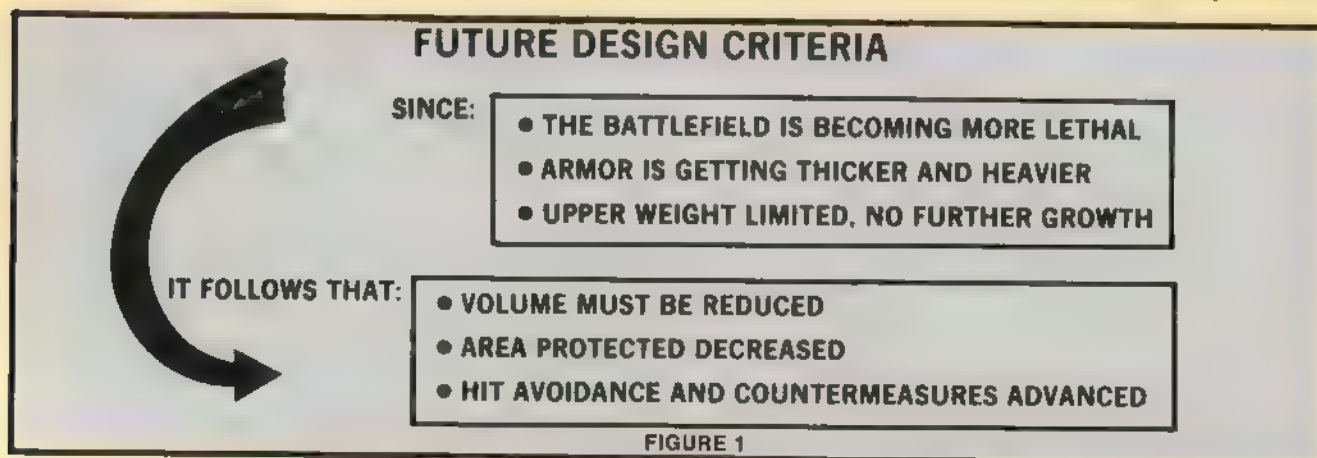 FUTURE DESIGN CRITERIA
SINCE:
• THE BATTLEFIELD IS BECOMING MORE LETHAL
• ARMOR IS GETTING THICKER AND HEAVIER
• UPPER WEIGHT LIMITED, NO FURTHER GROWTH
IT FOLLOWS THAT:
• VOLUME MUST BE REDUCED
• AREA PROTECTED DECREASED
• HIT AVOIDANCE AND COUNTERMEASURES ADVANCED
FIGURE 1